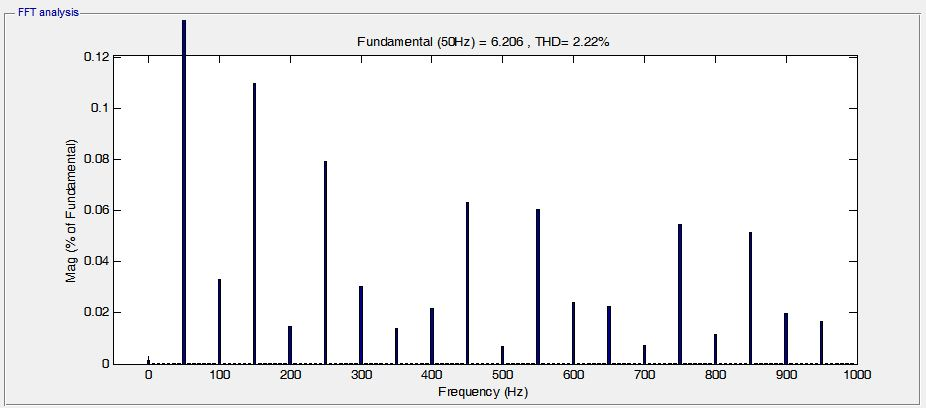 FFT analysis
Fundamental (50Hz) = 6.206 , THD= 2.22%
0.12
0.1
0.08
0.06
0.04
0.02
0
Mag (% of Fundamental)
0 100 200 300 400 500 600 700 800 900 1000
Frequency (Hz)